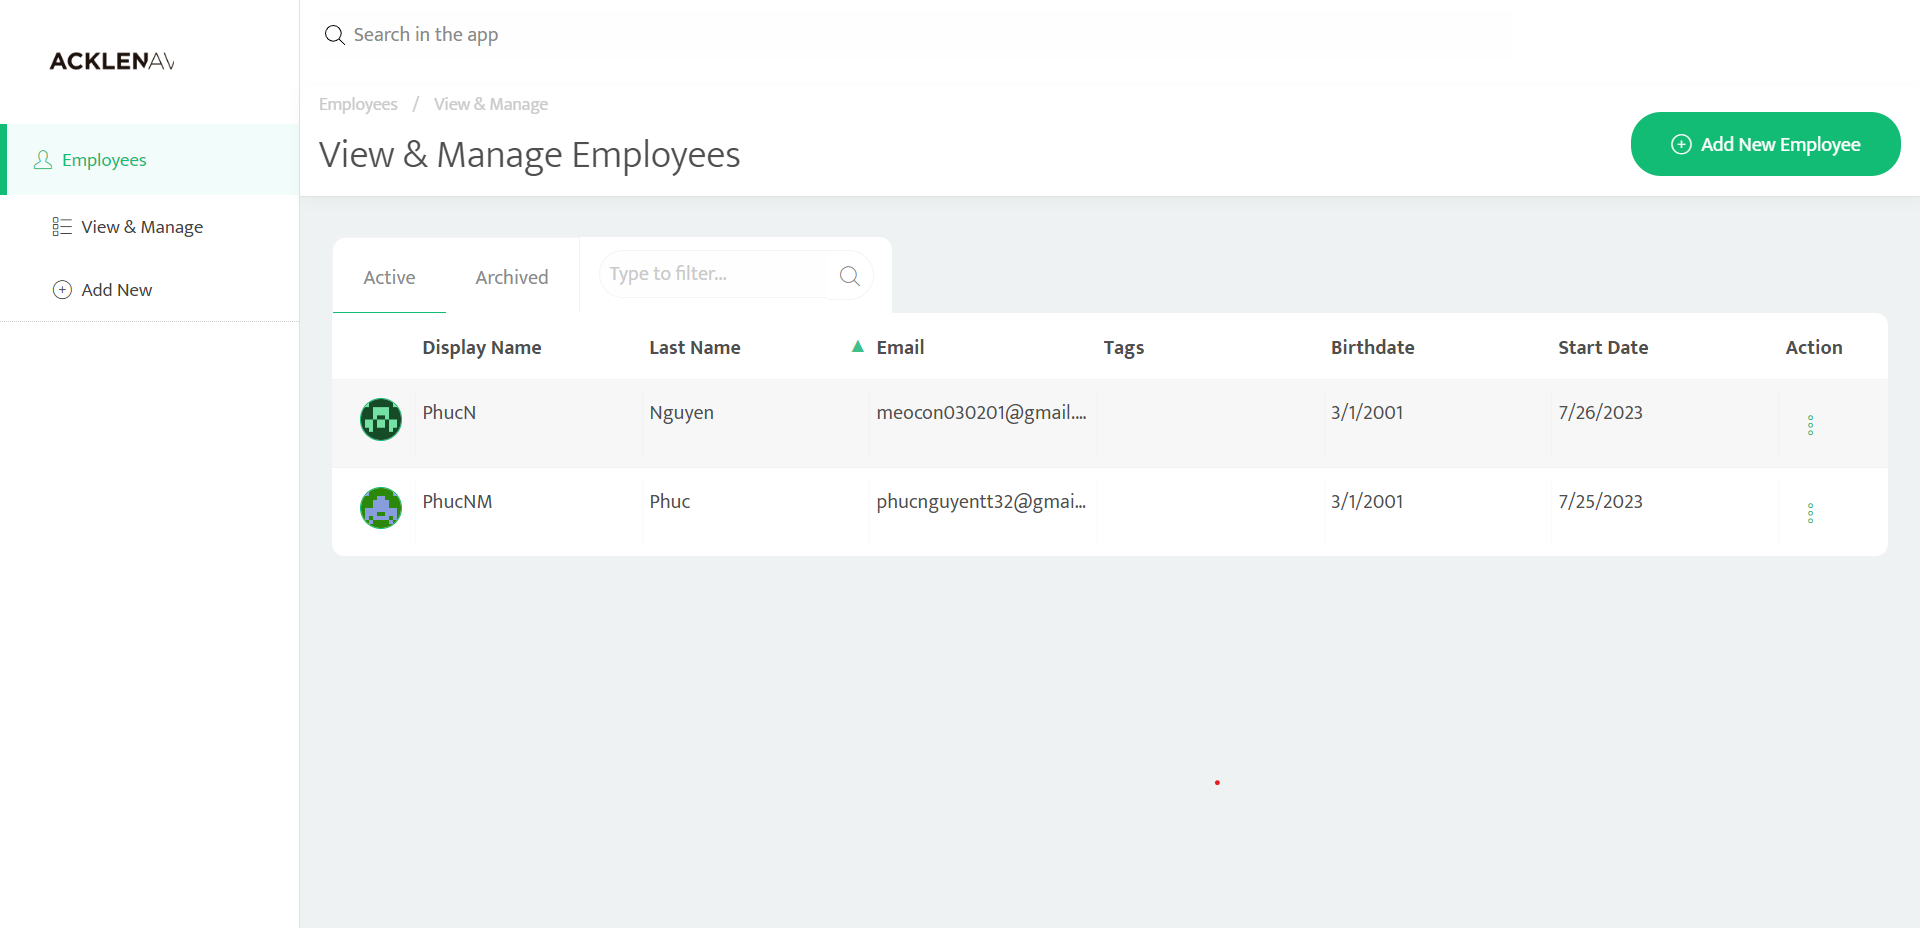 ACKLENAV
Search in the app
Employees / View & Manage
View & Manage Employees
Add New Employee
Employees
View & Manage
Add New
Active Archived Type to filter...
Display Name Last Name ▲ Email Tags Birthdate Start Date Action
PhucN Nguyen meocon030201@gmail.... 3/1/2001 7/26/2023
PhucNM Phuc phucnguyentt32@gmai... 3/1/2001 7/25/2023